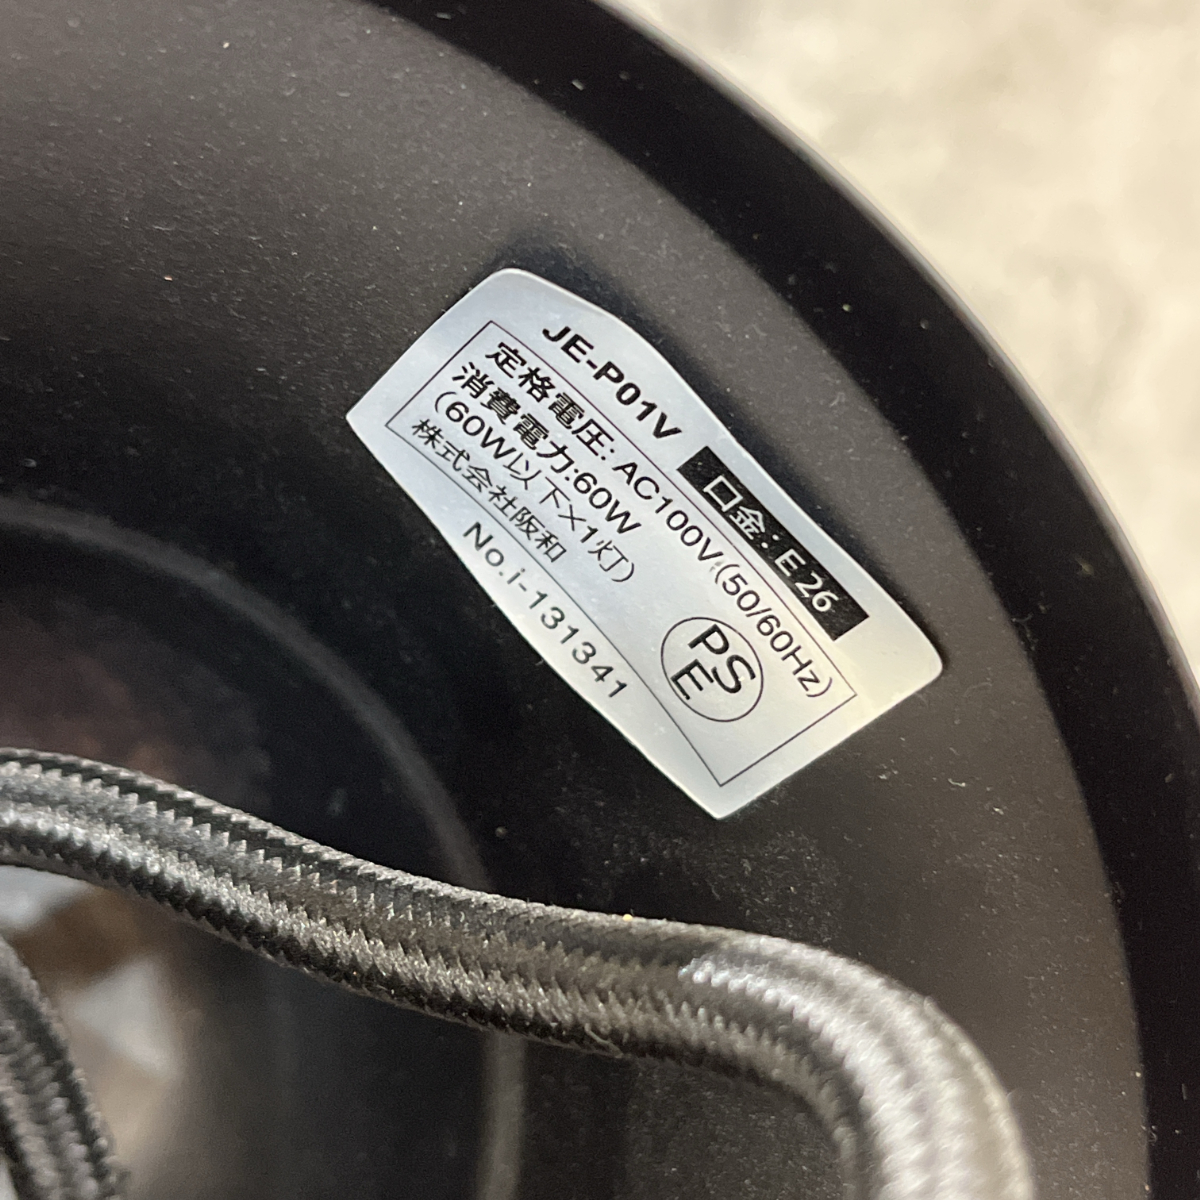 JE-P01V 口金:E26
定格電圧:AC100V(50/60Hz)
消費電力:60W
(60W以下×1灯)
株式会社阪和
PSE
No.i-131341